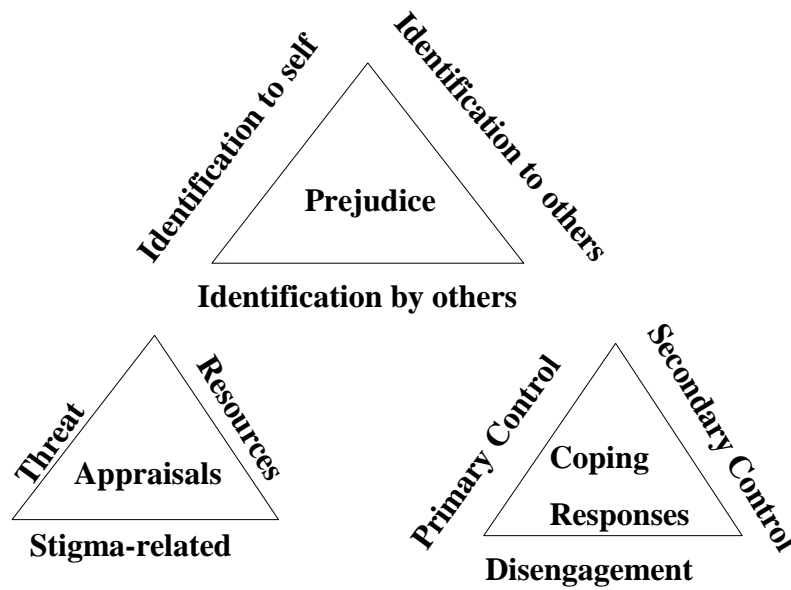 Identification to self
Identification to others
Prejudice
Identification by others
Threat
Resources
Appraisals
Stigma-related
Primary Control
Secondary Control
Coping
Responses
Disengagement